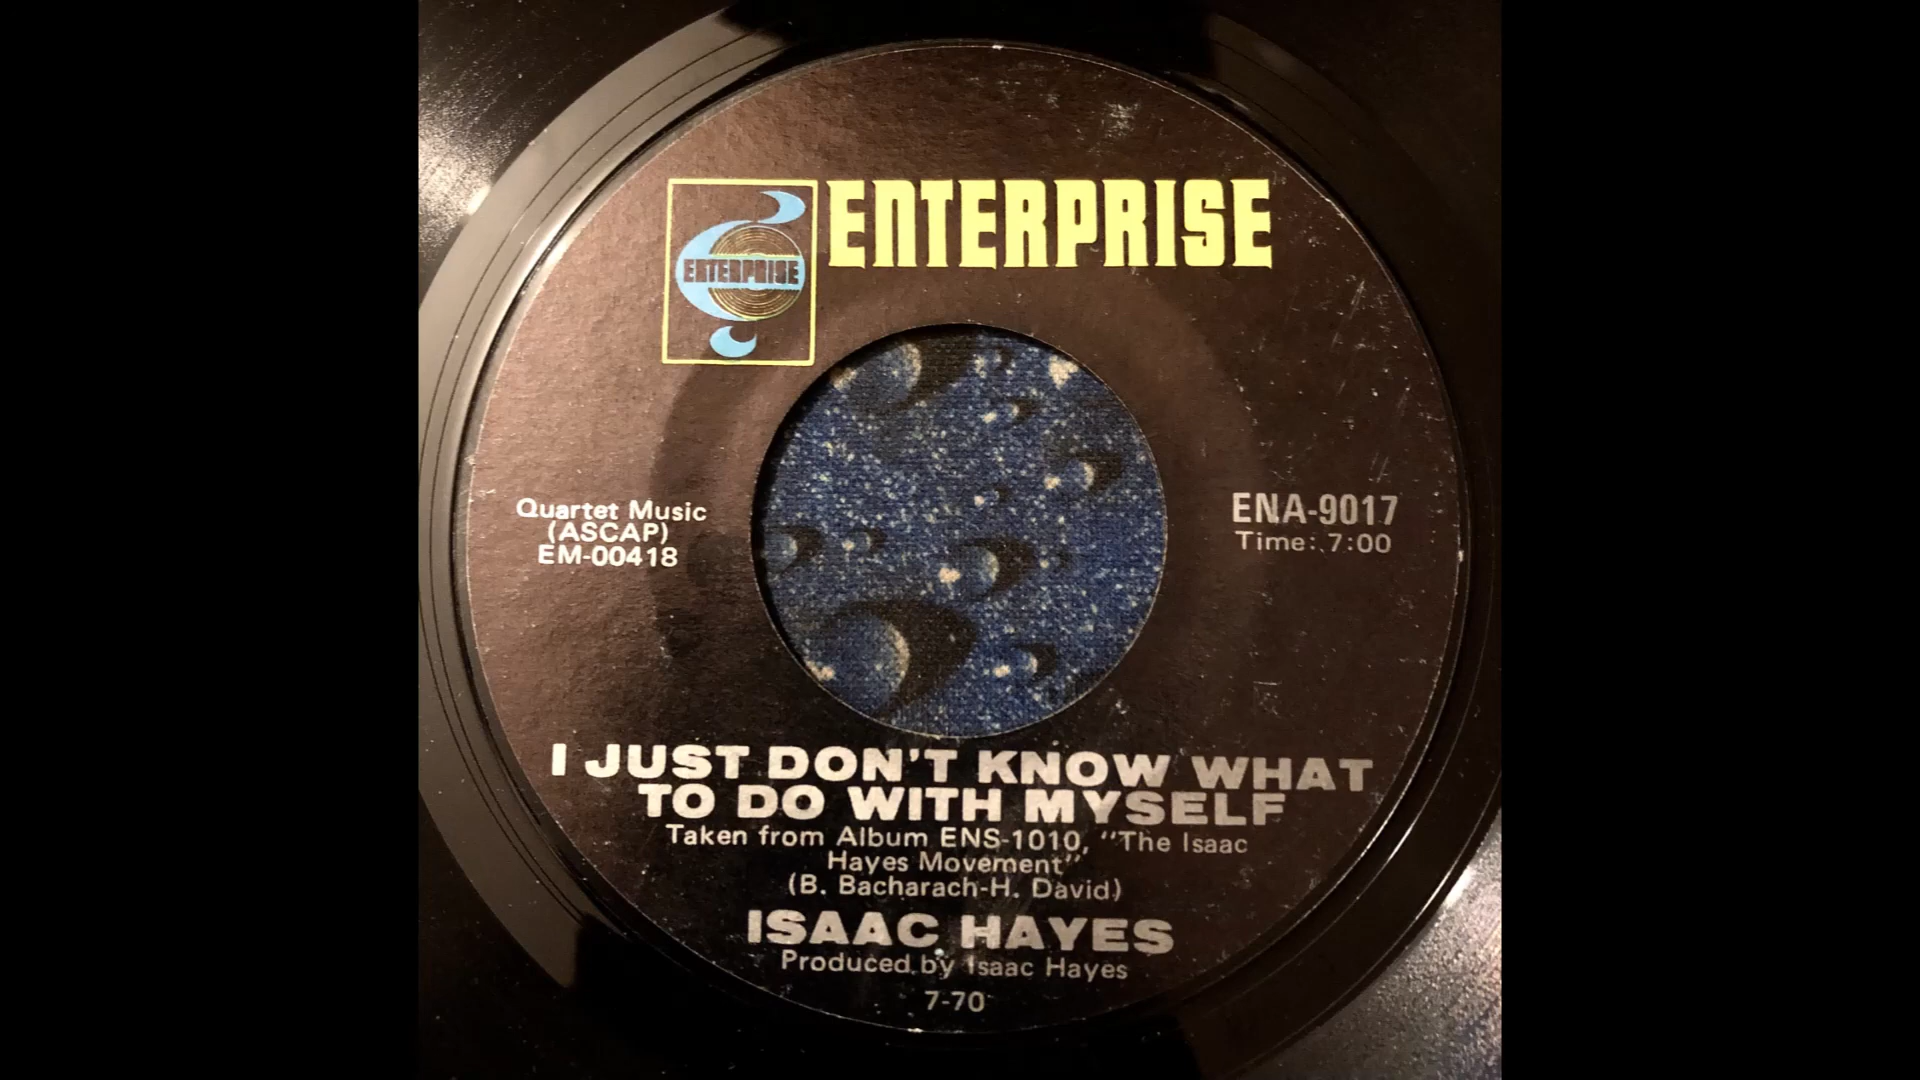 ENTERPRISE
ENTERPRISE
Quartet Music
(ASCAP)
EM-00418
ENA-9017
Time: 7:00
I JUST DON'T KNOW WHAT
TO DO WITH MYSELF
Taken from Album ENS-1010, "The Isaac
Hayes Movement"
(B. Bacharach-H. David)
ISAAC HAYES
Produced by Isaac Hayes
7-70